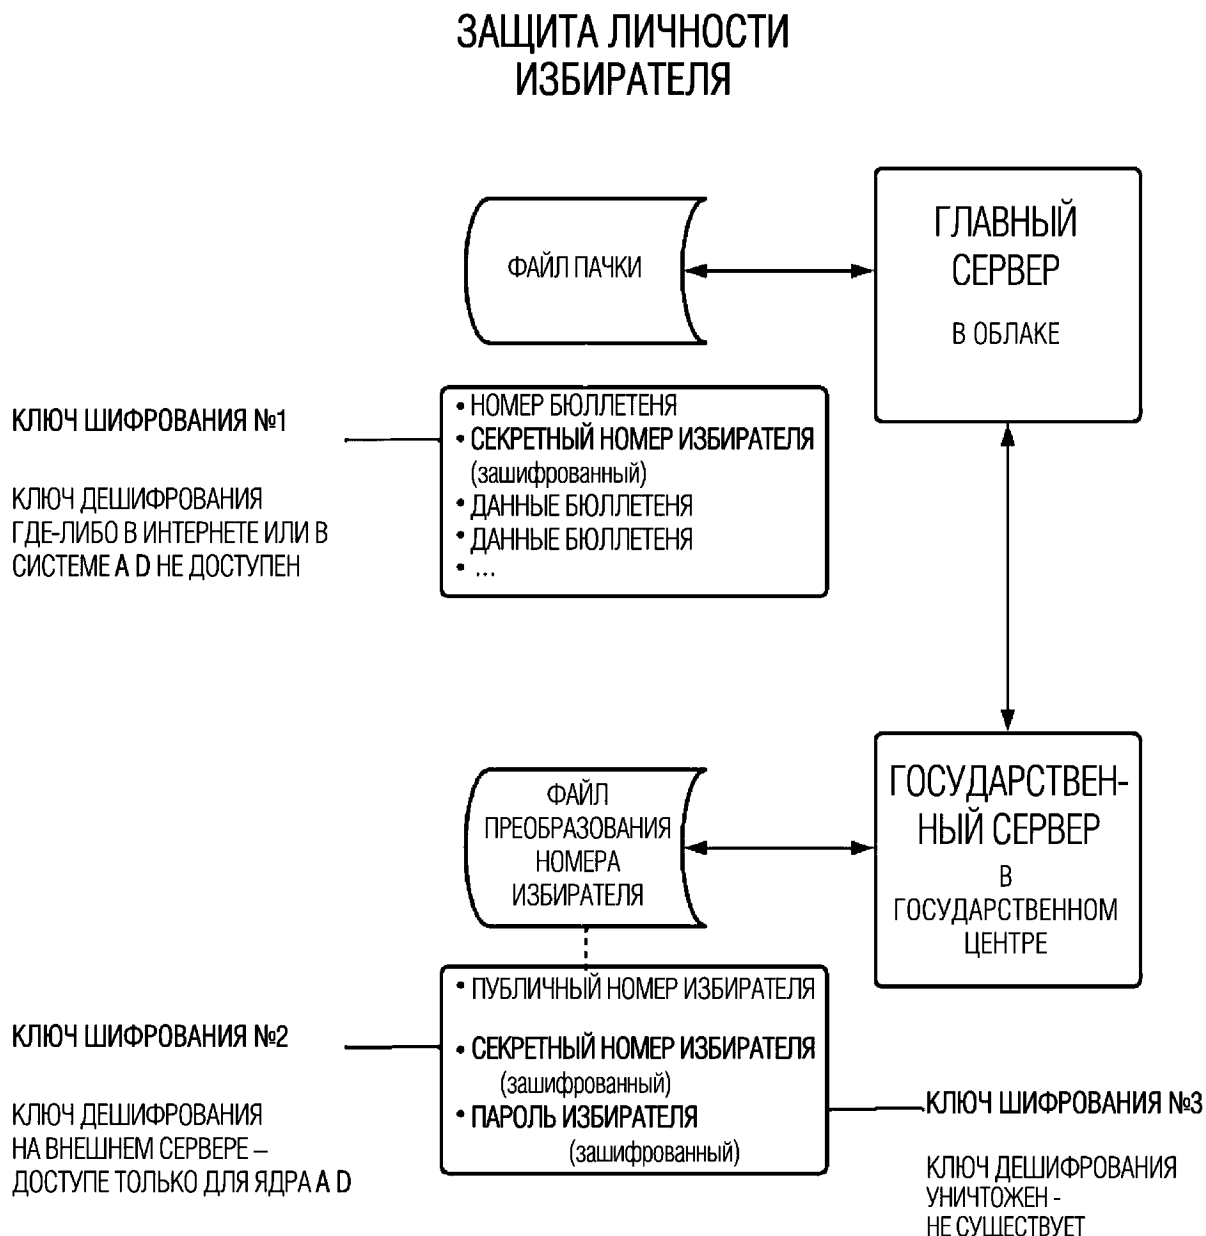 ЗАЩИТА ЛИЧНОСТИ
ИЗБИРАТЕЛЯ
ФАЙЛ ПАЧКИ
ГЛАВНЫЙ
СЕРВЕР
В ОБЛАКЕ
КЛЮЧ ШИФРОВАНИЯ №1
КЛЮЧ ДЕШИФРОВАНИЯ
ГДЕ-ЛИБО В ИНТЕРНЕТЕ ИЛИ В
СИСТЕМЕ A D НЕ ДОСТУПЕН
• НОМЕР БЮЛЛЕТЕНЯ
• СЕКРЕТНЫЙ НОМЕР ИЗБИРАТЕЛЯ
(зашифрованный)
• ДАННЫЕ БЮЛЛЕТЕНЯ
• ДАННЫЕ БЮЛЛЕТЕНЯ
• ...
ФАЙЛ
ПРЕОБРАЗОВАНИЯ
НОМЕРА
ИЗБИРАТЕЛЯ
ГОСУДАРСТВЕН-
НЫЙ СЕРВЕР
В
ГОСУДАРСТВЕННОМ
ЦЕНТРЕ
КЛЮЧ ШИФРОВАНИЯ №2
КЛЮЧ ДЕШИФРОВАНИЯ
НА ВНЕШНЕМ СЕРВЕРЕ –
ДОСТУПЕ ТОЛЬКО ДЛЯ ЯДРА A D
• ПУБЛИЧНЫЙ НОМЕР ИЗБИРАТЕЛЯ
• СЕКРЕТНЫЙ НОМЕР ИЗБИРАТЕЛЯ
(зашифрованный)
• ПАРОЛЬ ИЗБИРАТЕЛЯ
(зашифрованный)
КЛЮЧ ШИФРОВАНИЯ №3
КЛЮЧ ДЕШИФРОВАНИЯ
УНИЧТОЖЕН -
НЕ СУЩЕСТВУЕТ